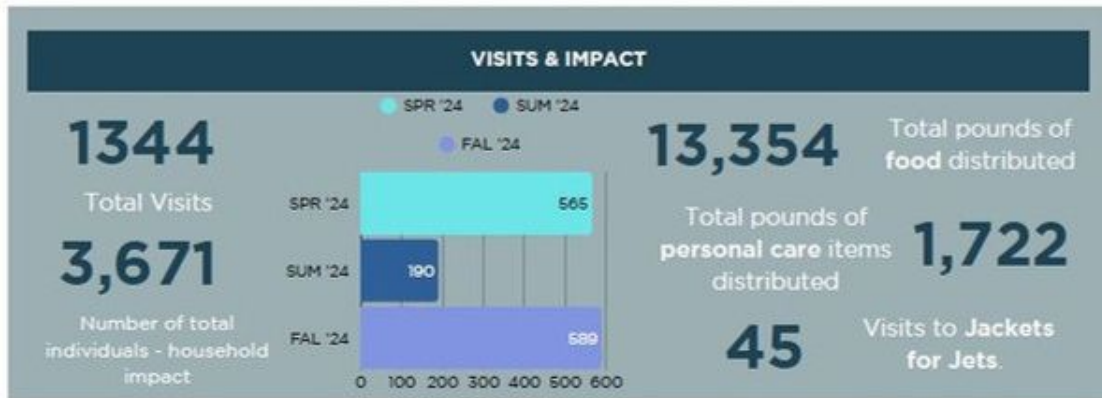 VISITS & IMPACT
1344
Total Visits
3,671
Number of total
individuals - household
impact
SPR '24 SUM '24
FAL '24
SPR '24 565
SUM '24 190
FAL '24 589
0 100 200 300 400 500 600
13,354
Total pounds of
food distributed
Total pounds of
personal care items
distributed
1,722
45
Visits to Jackets
for Jets.